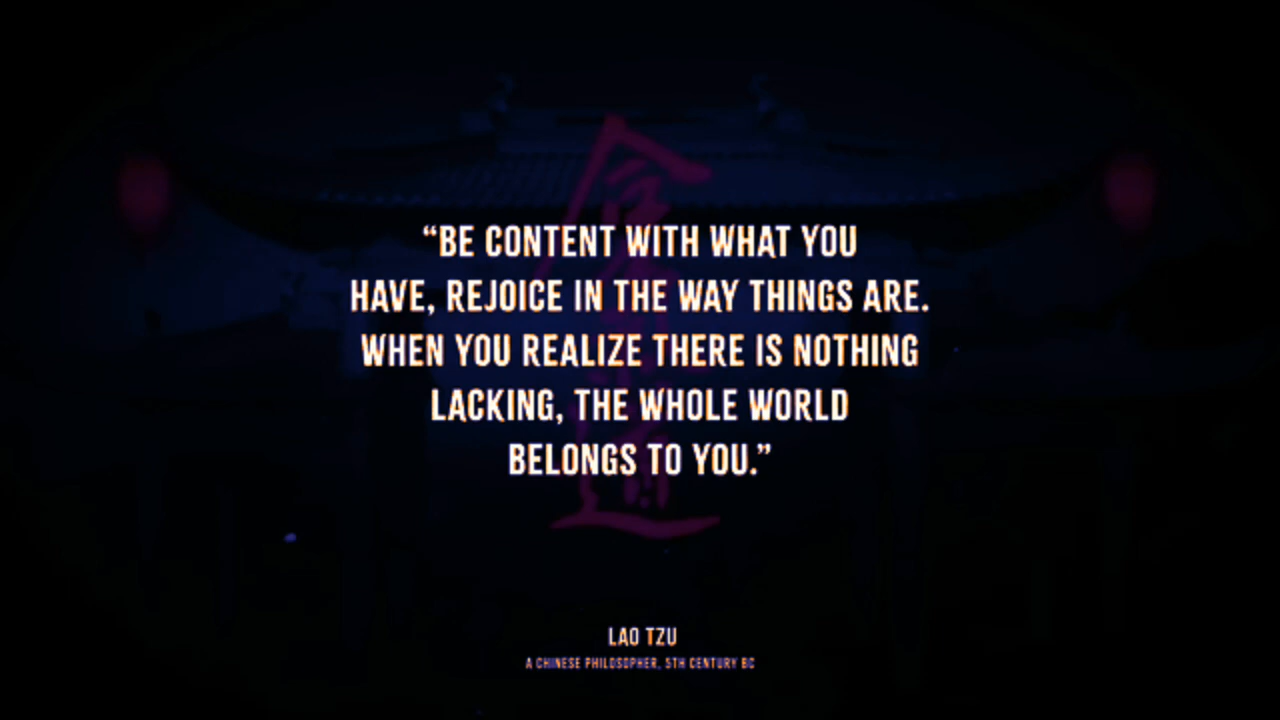 “BE CONTENT WITH WHAT YOU
HAVE, REJOICE IN THE WAY THINGS ARE.
WHEN YOU REALIZE THERE IS NOTHING
LACKING, THE WHOLE WORLD
BELONGS TO YOU.”
LAO TZU
A CHINESE PHILOSOPHER, 5TH CENTURY BC